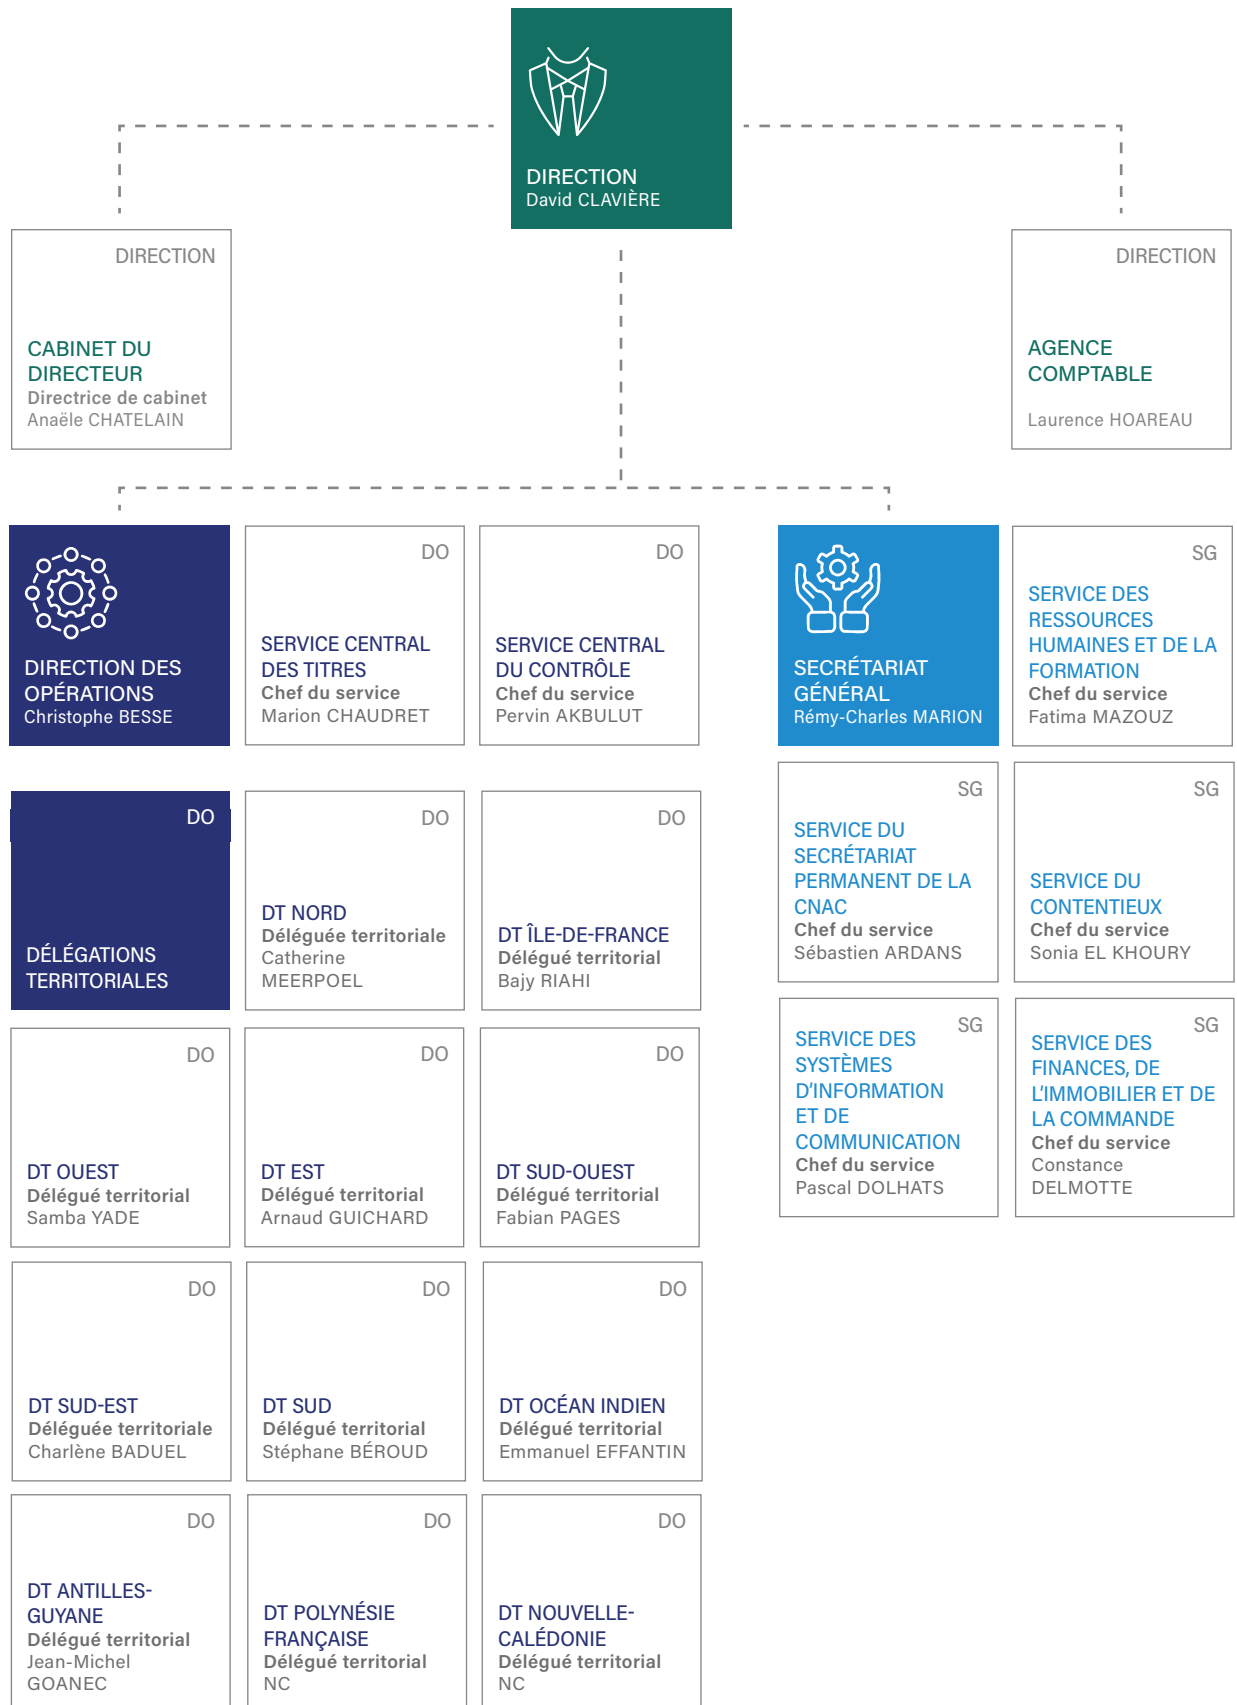 DIRECTION
David CLAVIÈRE
DIRECTION
CABINET DU
DIRECTEUR
Directrice de cabinet
Anaële CHATELAIN
DIRECTION
AGENCE
COMPTABLE
Laurence HOAREAU
DIRECTION DES
OPÉRATIONS
Christophe BESSE
DO
SERVICE CENTRAL
DES TITRES
Chef du service
Marion CHAUDRET
DO
SERVICE CENTRAL
DU CONTRÔLE
Chef du service
Pervin AKBULUT
SECRÉTARIAT
GÉNÉRAL
Rémy-Charles MARION
SG
SERVICE DES
RESSOURCES
HUMAINES ET DE LA
FORMATION
Chef du service
Fatima MAZOUZ
DO
DÉLÉGATIONS
TERRITORIALES
DO
DT NORD
Déléguée territoriale
Catherine
MEERPOEL
DO
DT ÎLE-DE-FRANCE
Délégué territorial
Bajy RIAHI
SG
SERVICE DU
SECRÉTARIAT
PERMANENT DE LA
CNAC
Chef du service
Sébastien ARDANS
SG
SERVICE DU
CONTENTIEUX
Chef du service
Sonia EL KHOURY
DO
DT OUEST
Délégué territorial
Samba YADE
DO
DT EST
Délégué territorial
Arnaud GUICHARD
DO
DT SUD-OUEST
Délégué territorial
Fabian PAGES
SG
SERVICE DES
SYSTÈMES
D'INFORMATION
ET DE
COMMUNICATION
Chef du service
Pascal DOLHATS
SG
SERVICE DES
FINANCES, DE
L'IMMOBILIER ET DE
LA COMMANDE
Chef du service
Constance
DELMOTTE
DO
DT SUD-EST
Déléguée territoriale
Charlène BADUEL
DO
DT SUD
Délégué territorial
Stéphane BÉROUD
DO
DT OCÉAN INDIEN
Délégué territorial
Emmanuel EFFANTIN
DO
DT ANTILLES-
GUYANE
Délégué territorial
Jean-Michel
GOANEC
DO
DT POLYNÉSIE
FRANÇAISE
Délégué territorial
NC
DO
DT NOUVELLE-
CALÉDONIE
Délégué territorial
NC